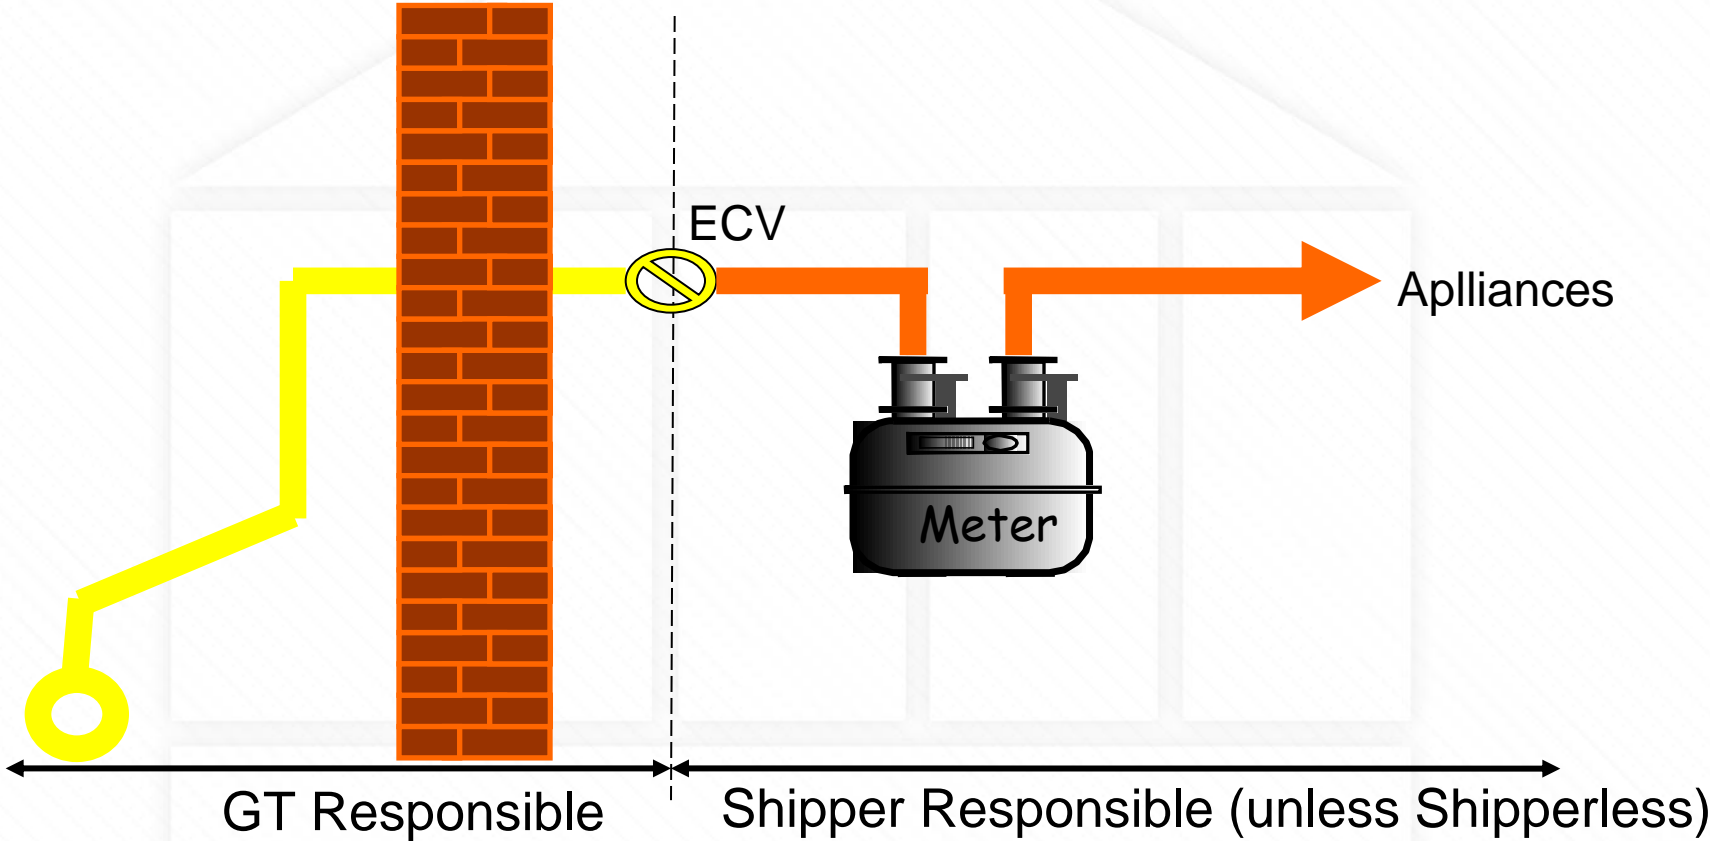 ECV
Aplliances
Meter
GT Responsible
Shipper Responsible (unless Shipperless)